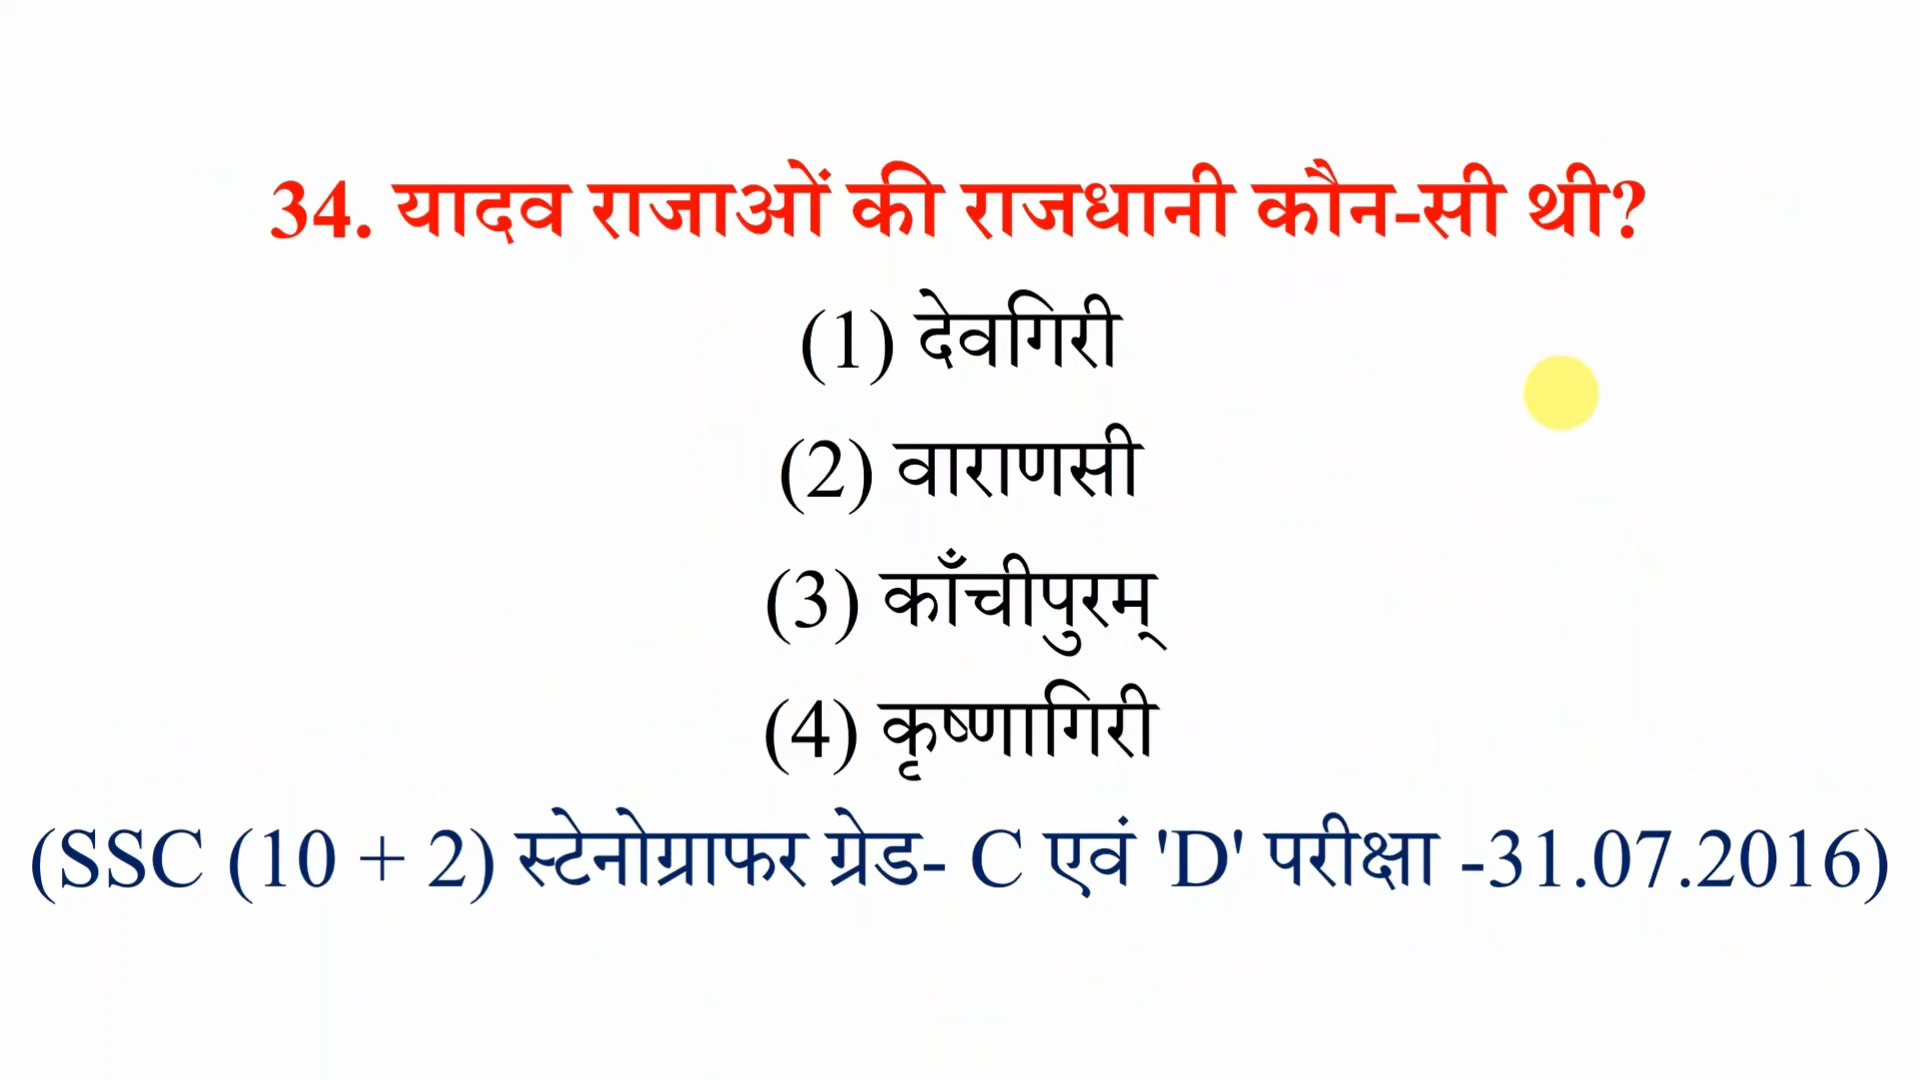 34. यादव राजाओं की राजधानी कौन-सी थी?
(1) देवगिरी
(2) वाराणसी
(3) काँचीपुरम्
(4) कृष्णागिरी
(SSC (10 + 2) स्टेनोग्राफर ग्रेड- C एवं 'D' परीक्षा -31.07.2016)